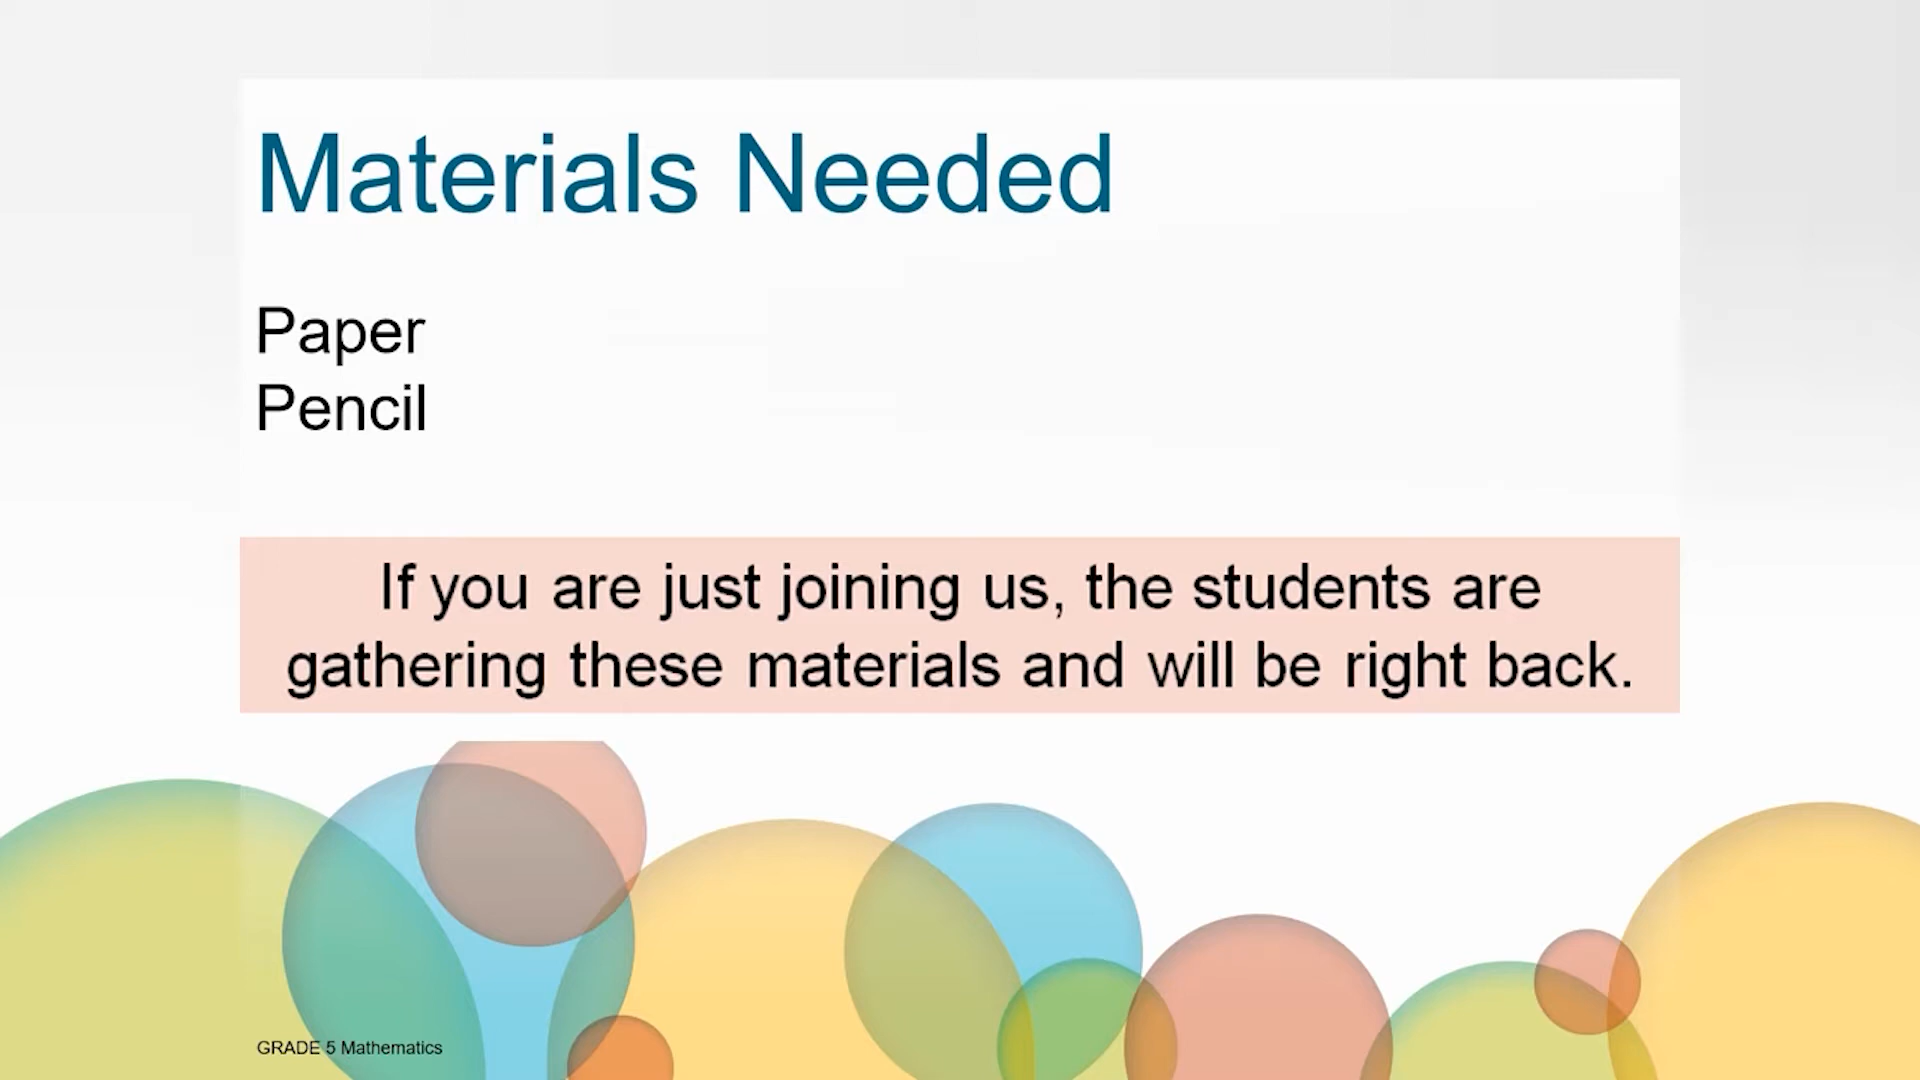 Materials Needed
Paper
Pencil
If you are just joining us, the students are
gathering these materials and will be right back.
GRADE 5 Mathematics